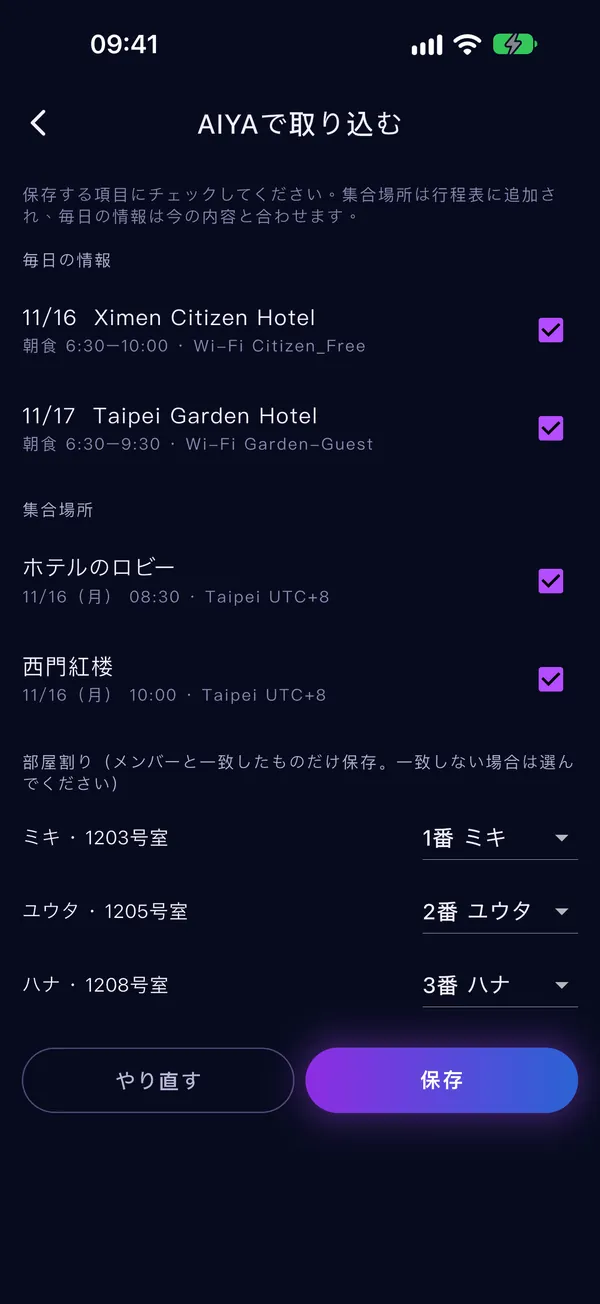 09:41
AIYAで取り込む
保存する項目にチェックしてください。集合場所は行程表に追加さ
れ、毎日の情報は今の内容と合わせます。
毎日の情報
11/16 Ximen Citizen Hotel
朝食 6:30–10:00 · Wi-Fi Citizen_Free
11/17 Taipei Garden Hotel
朝食 6:30–9:30 · Wi-Fi Garden-Guest
集合場所
ホテルのロビー
11/16（月） 08:30 · Taipei UTC+8
西門紅楼
11/16（月） 10:00 · Taipei UTC+8
部屋割り（メンバーと一致したものだけ保存。一致しない場合は選ん
でください）
ミキ · 1203号室
1番 ミキ
ユウタ · 1205号室
2番 ユウタ
ハナ · 1208号室
3番 ハナ
やり直す
保存